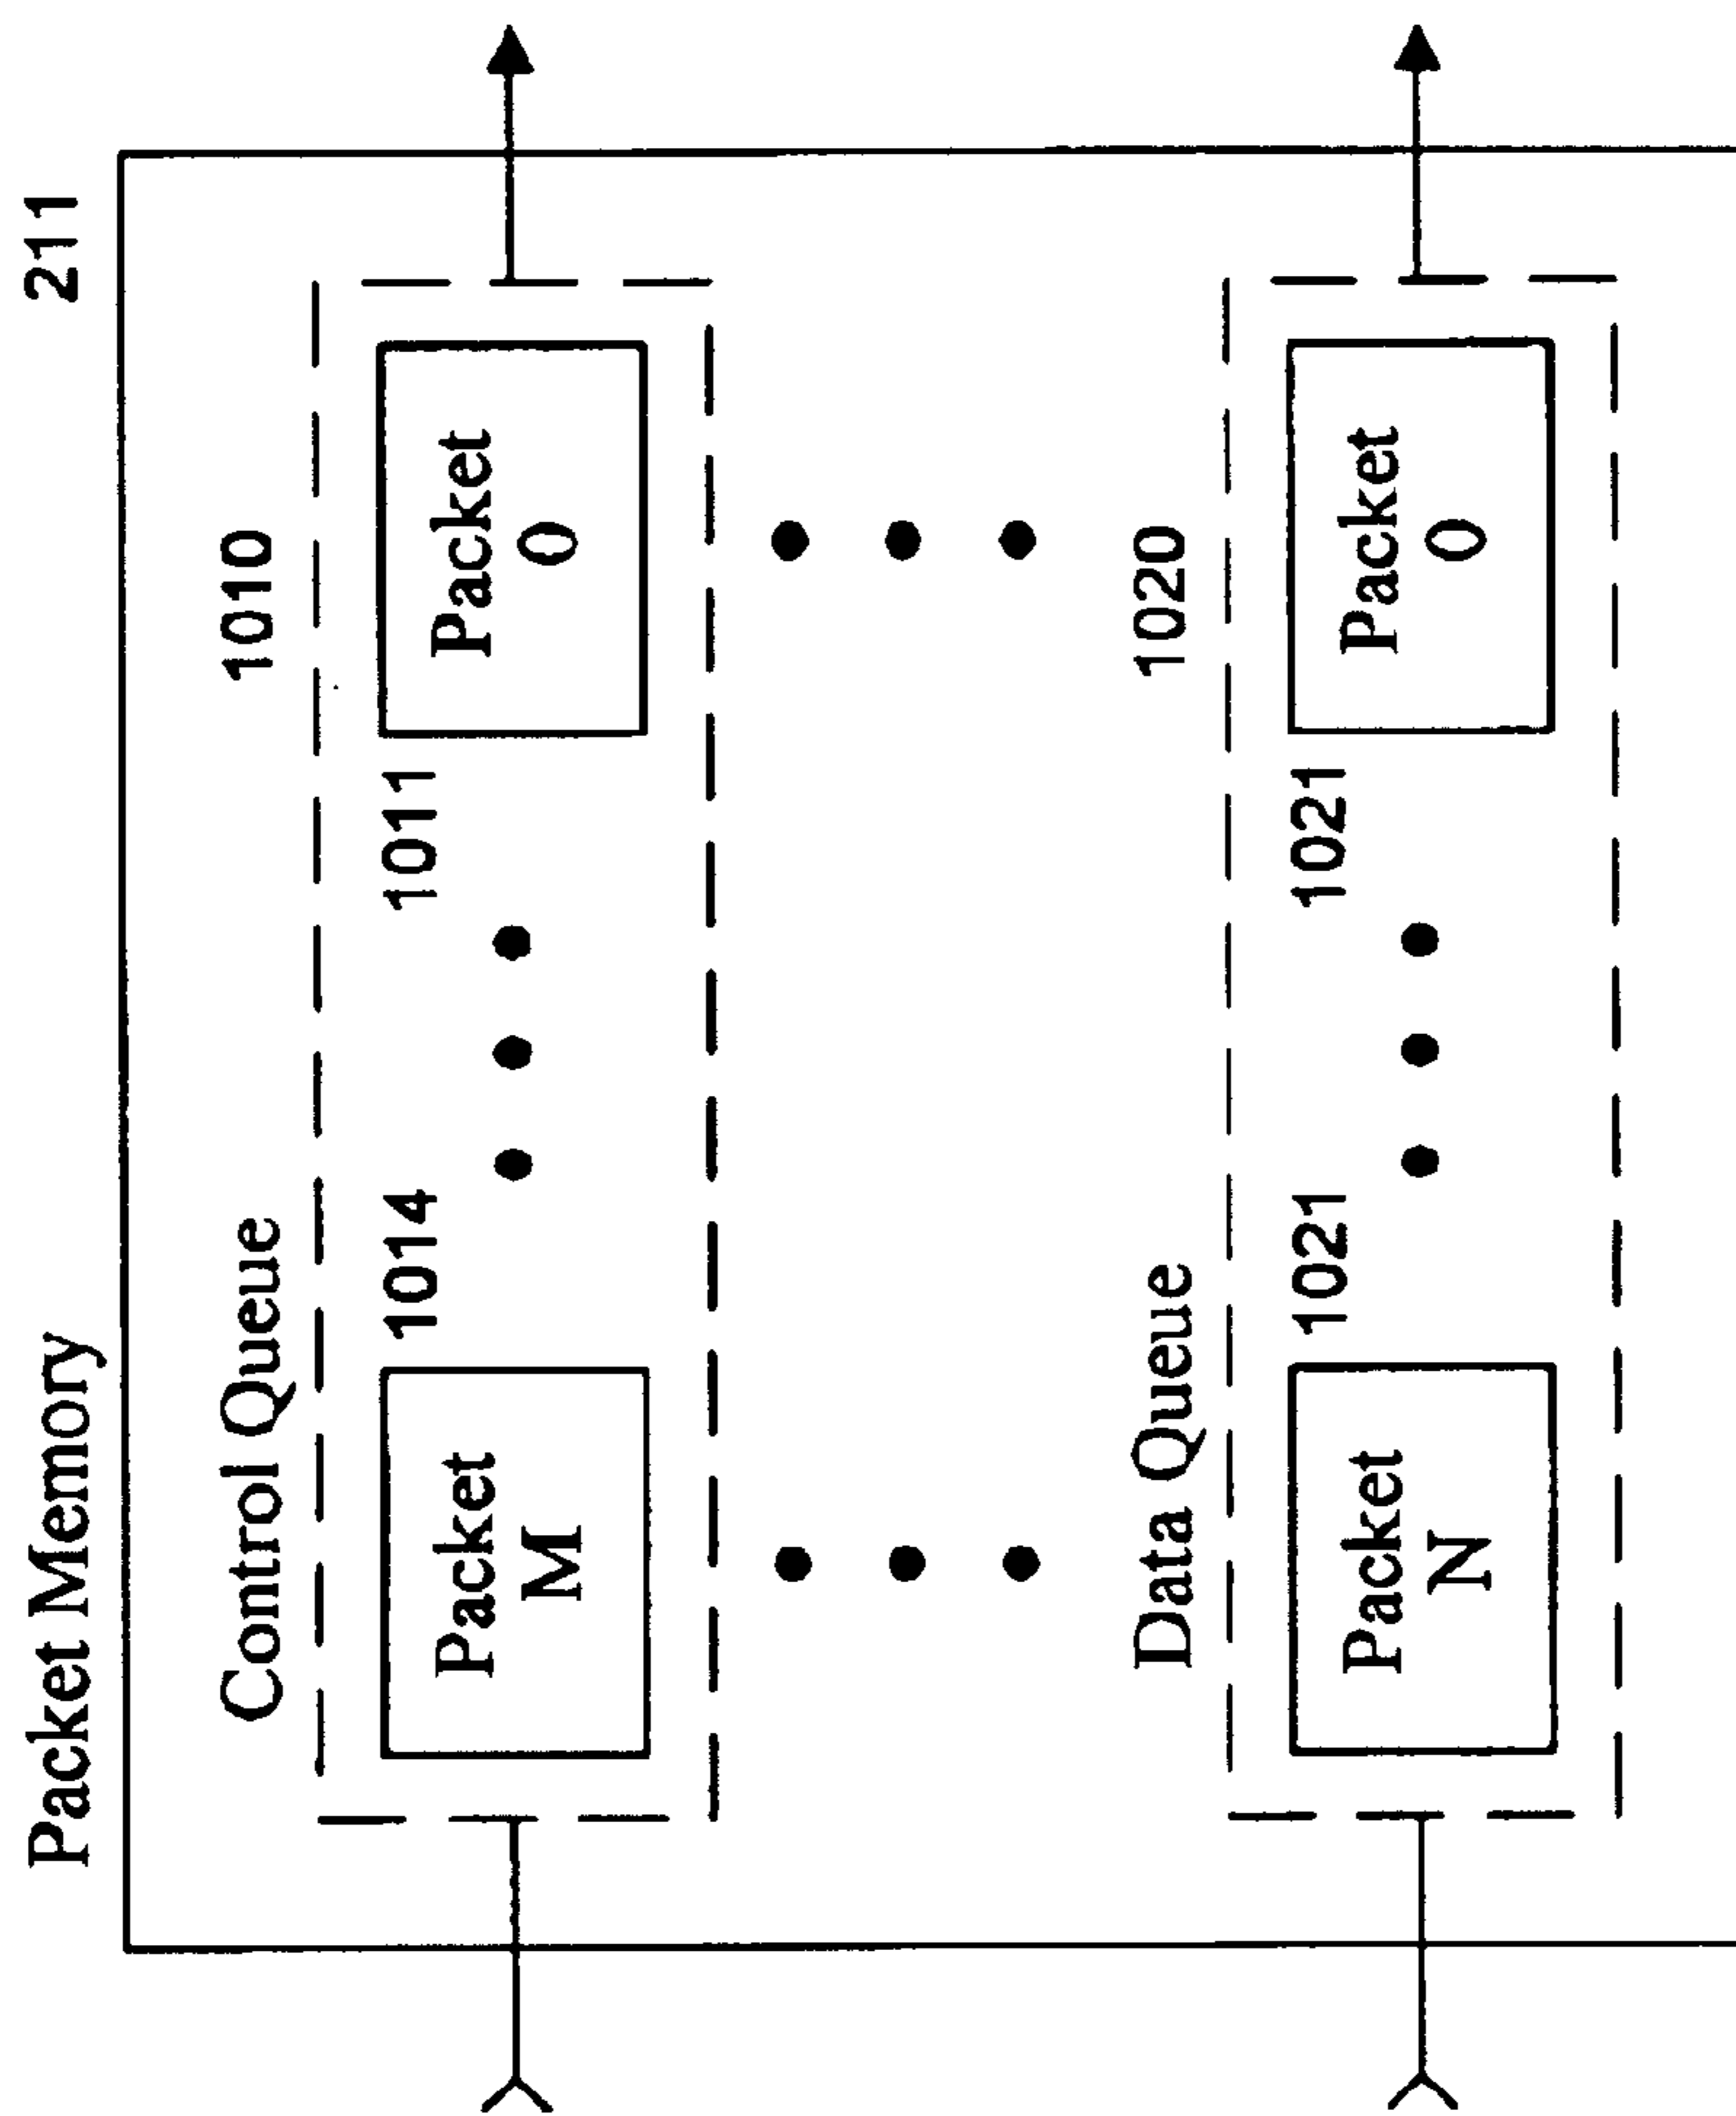 Packet Memory 211
Control Queue 1010
Packet
M
1014
1011
Packet
0
Data Queue 1020
Packet
N
1021
1021
Packet
0